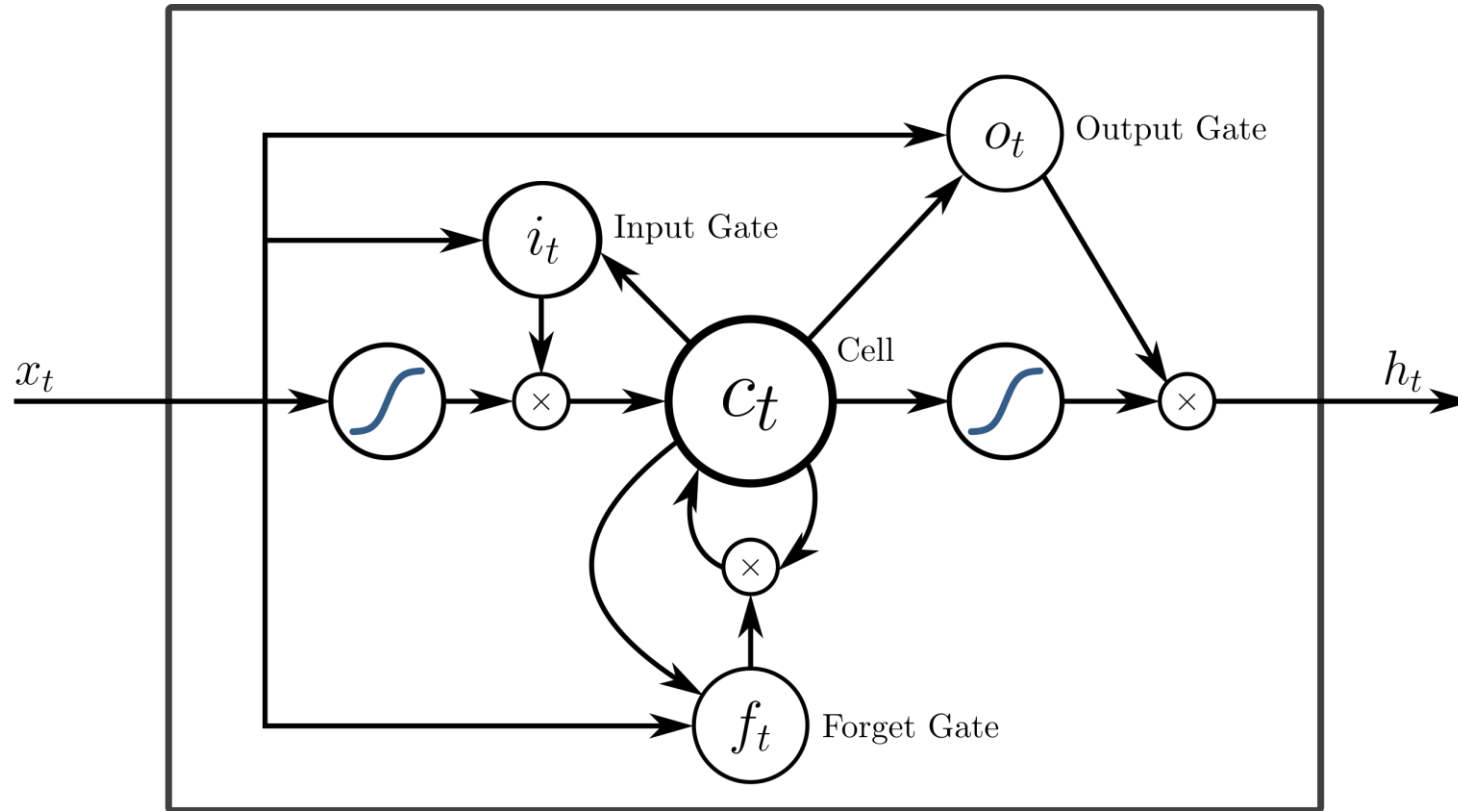 o_t Output Gate
i_t Input Gate
x_t
c_t Cell
h_t
×
×
×
f_t Forget Gate